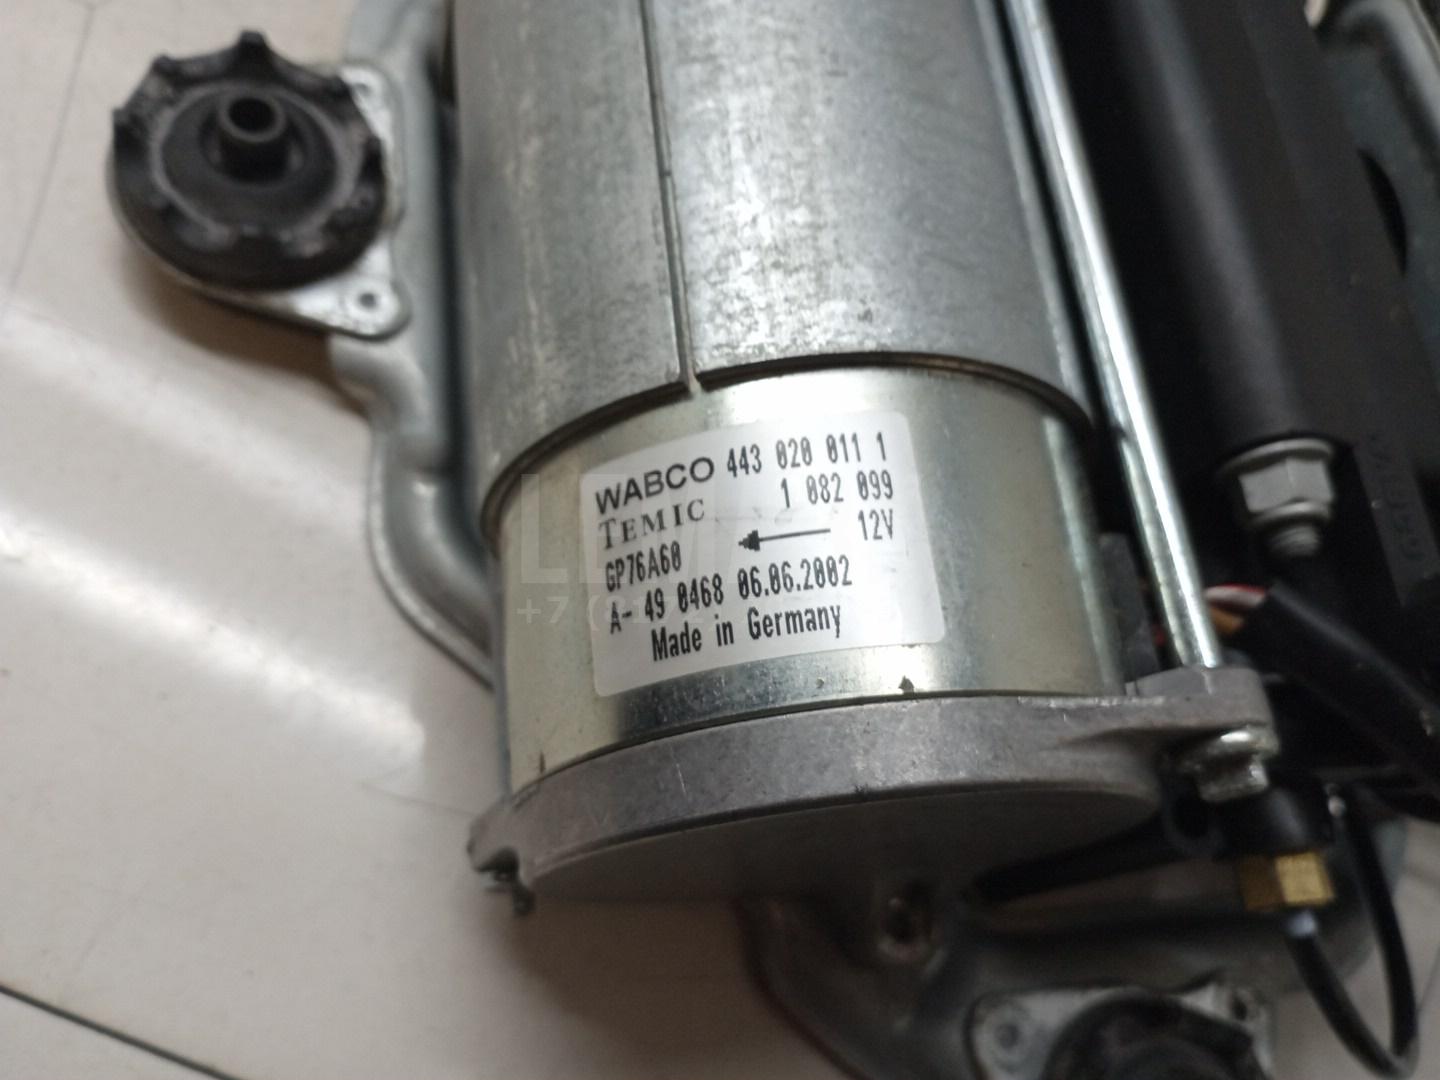 WABCO 443 020 011 1
1 082 099
TEMIC
12V
GP76A60
A- 49 0468 06.06.2002
Made in Germany